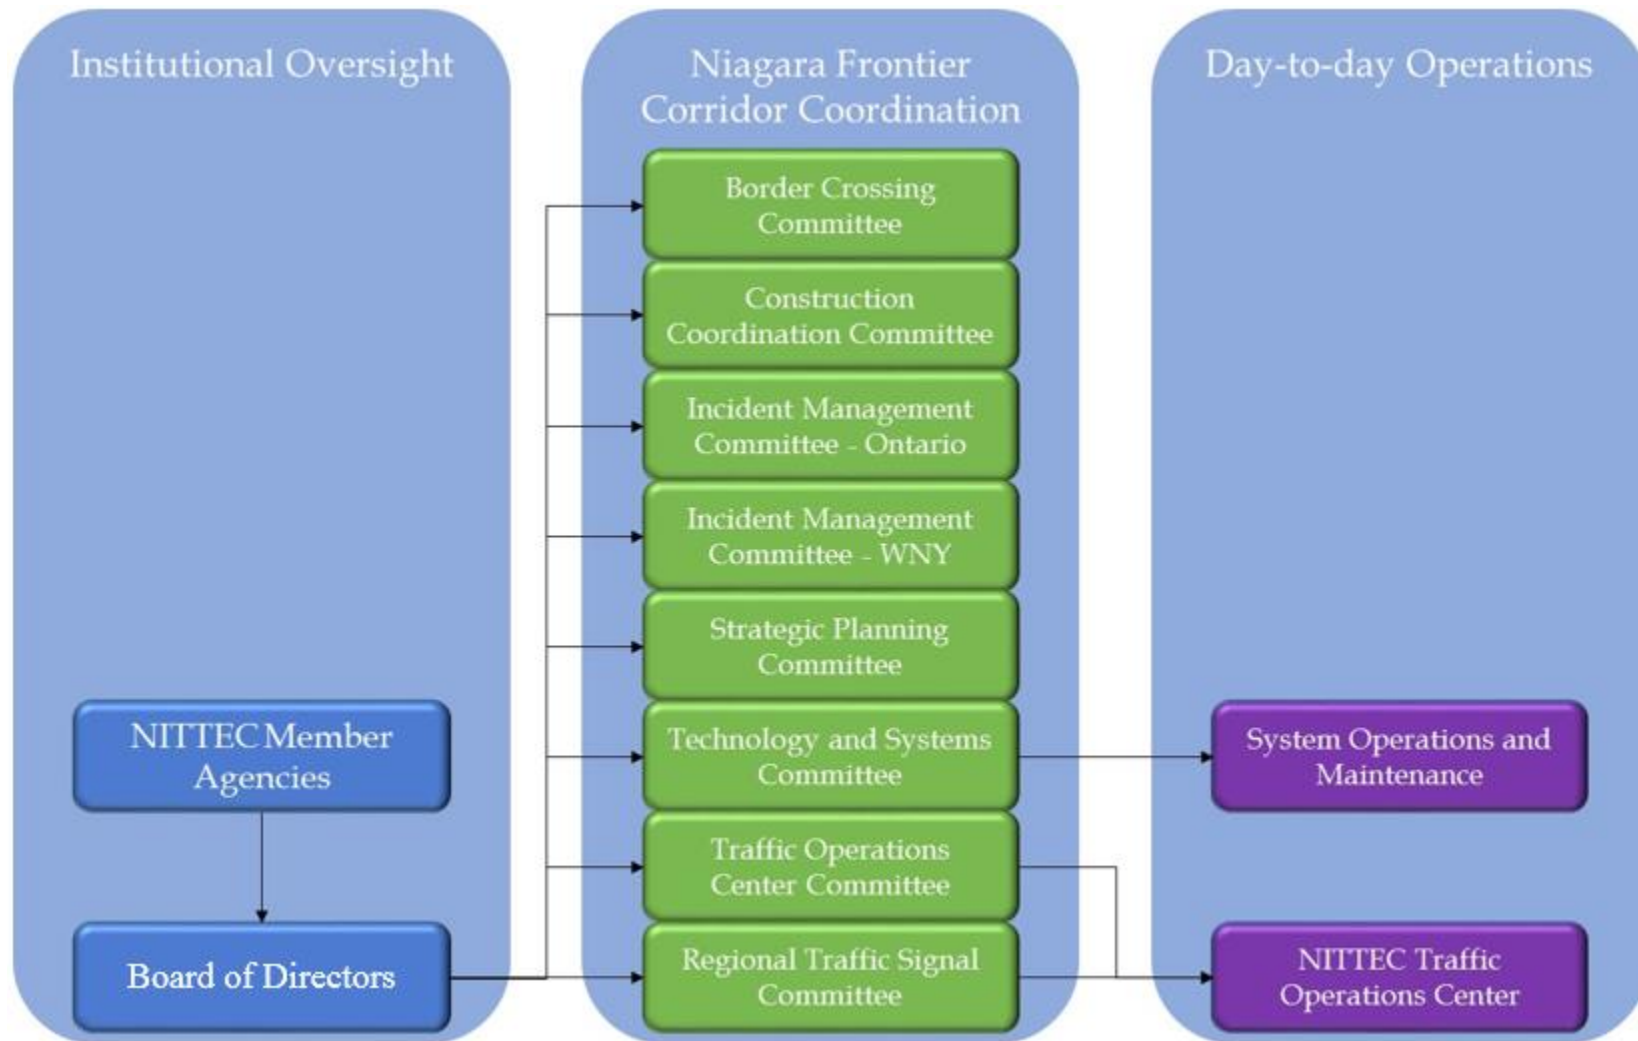 Institutional Oversight
NITTEC Member
Agencies
Board of Directors
Niagara Frontier
Corridor Coordination
Border Crossing
Committee
Construction
Coordination Committee
Incident Management
Committee - Ontario
Incident Management
Committee - WNY
Strategic Planning
Committee
Technology and Systems
Committee
Traffic Operations
Center Committee
Regional Traffic Signal
Committee
Day-to-day Operations
System Operations and
Maintenance
NITTEC Traffic
Operations Center